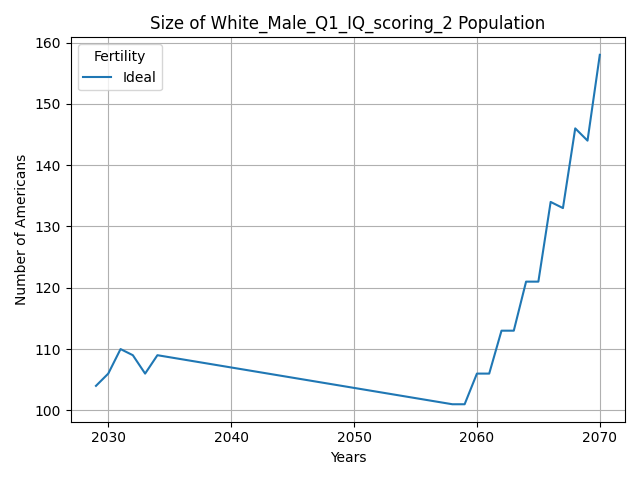 Size of White_Male_Q1_IQ_scoring_2 Population
Fertility
Ideal
Number of Americans
160
150
140
130
120
110
100
2030 2040 2050 2060 2070
Years